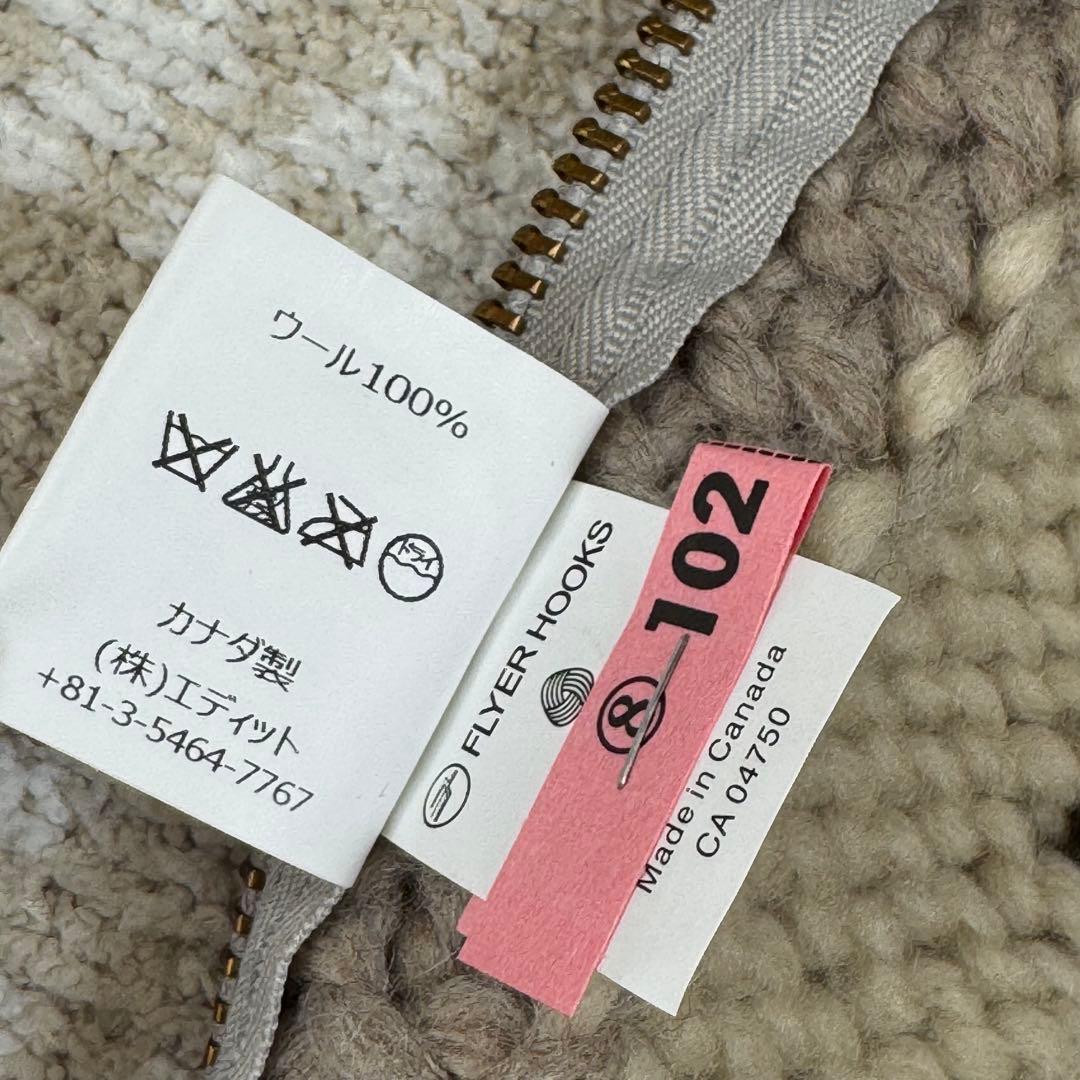 ウール100%
ドライ
カナダ製
(株)エディット
+81-3-5464-7767
FLYER HOOKS
⑧-102
Made in Canada
CA 04750